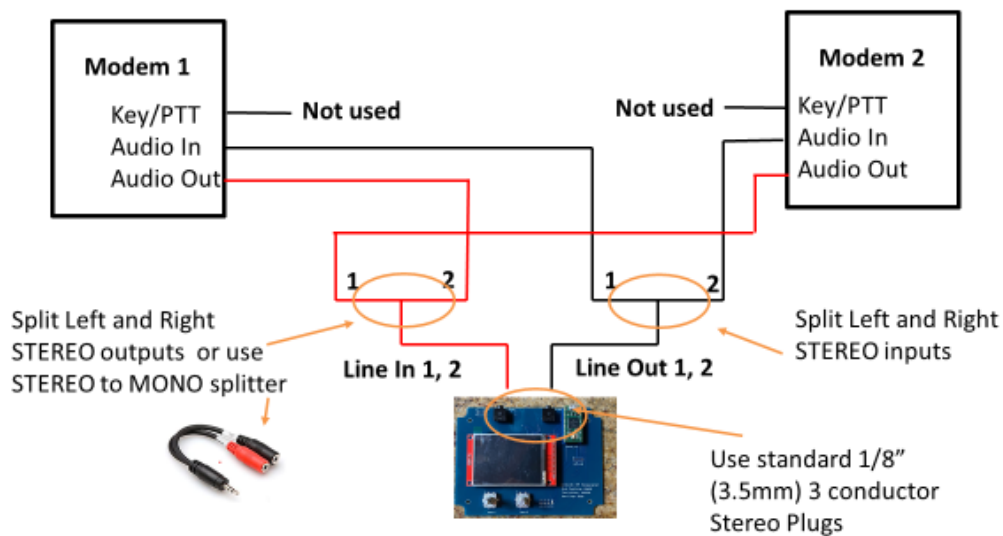 Modem 1
Key/PTT
Audio In
Audio Out
Not used
Not used
Modem 2
Key/PTT
Audio In
Audio Out
1
2
1
2
Split Left and Right
STEREO outputs or use
STEREO to MONO splitter
Line In 1, 2
Line Out 1, 2
Split Left and Right
STEREO inputs
Use standard 1/8”
(3.5mm) 3 conductor
Stereo Plugs